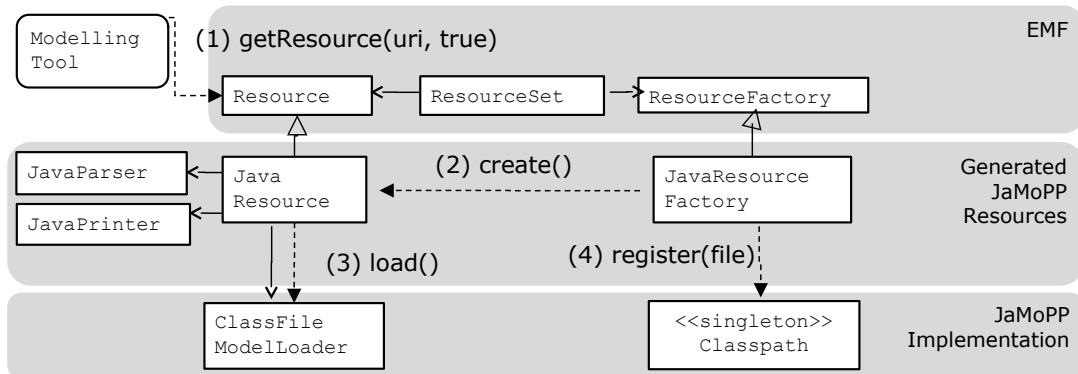 Modelling
Tool
(1) getResource(uri, true)
EMF
Resource
ResourceSet
ResourceFactory
JavaParser
JavaPrinter
Java
Resource
(2) create()
JavaResource
Factory
Generated
JaMoPP
Resources
(3) load()
(4) register(file)
ClassFile
ModelLoader
<<singleton>>
Classpath
JaMoPP
Implementation